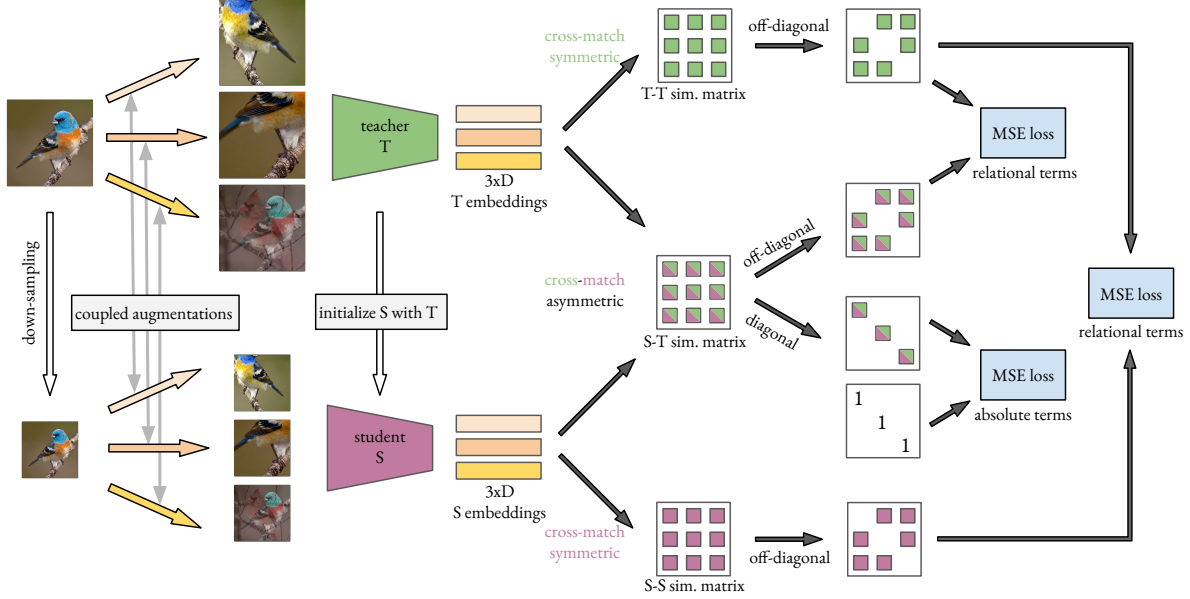 cross-match
symmetric
T-T sim. matrix
off-diagonal
MSE loss
relational terms
teacher
T
3xD
T embeddings
down-sampling
coupled augmentations
initialize S with T
cross-match
asymmetric
S-T sim. matrix
off-diagonal
diagonal
MSE loss
relational terms
MSE loss
absolute terms
1
1
1
student
S
3xD
S embeddings
cross-match
symmetric
S-S sim. matrix
off-diagonal